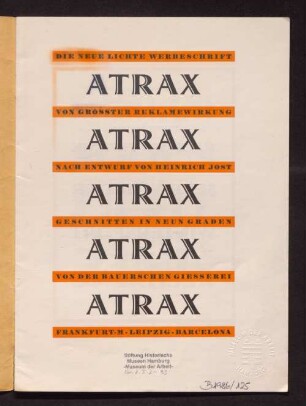 DIE NEUE LICHTE WERBESCHRIFT
ATRAX
VON GRÖSSTER REKLAMEWIRKUNG
ATRAX
NACH ENTWURF VON HEINRICH JOST
ATRAX
GESCHNITTEN IN NEUN GRADEN
ATRAX
VON DER BAUERSCHEN GIESSEREI
ATRAX
FRANKFURT-M · LEIPZIG · BARCELONA
Stiftung Historische
Museen Hamburg
-Museum der Arbeit-